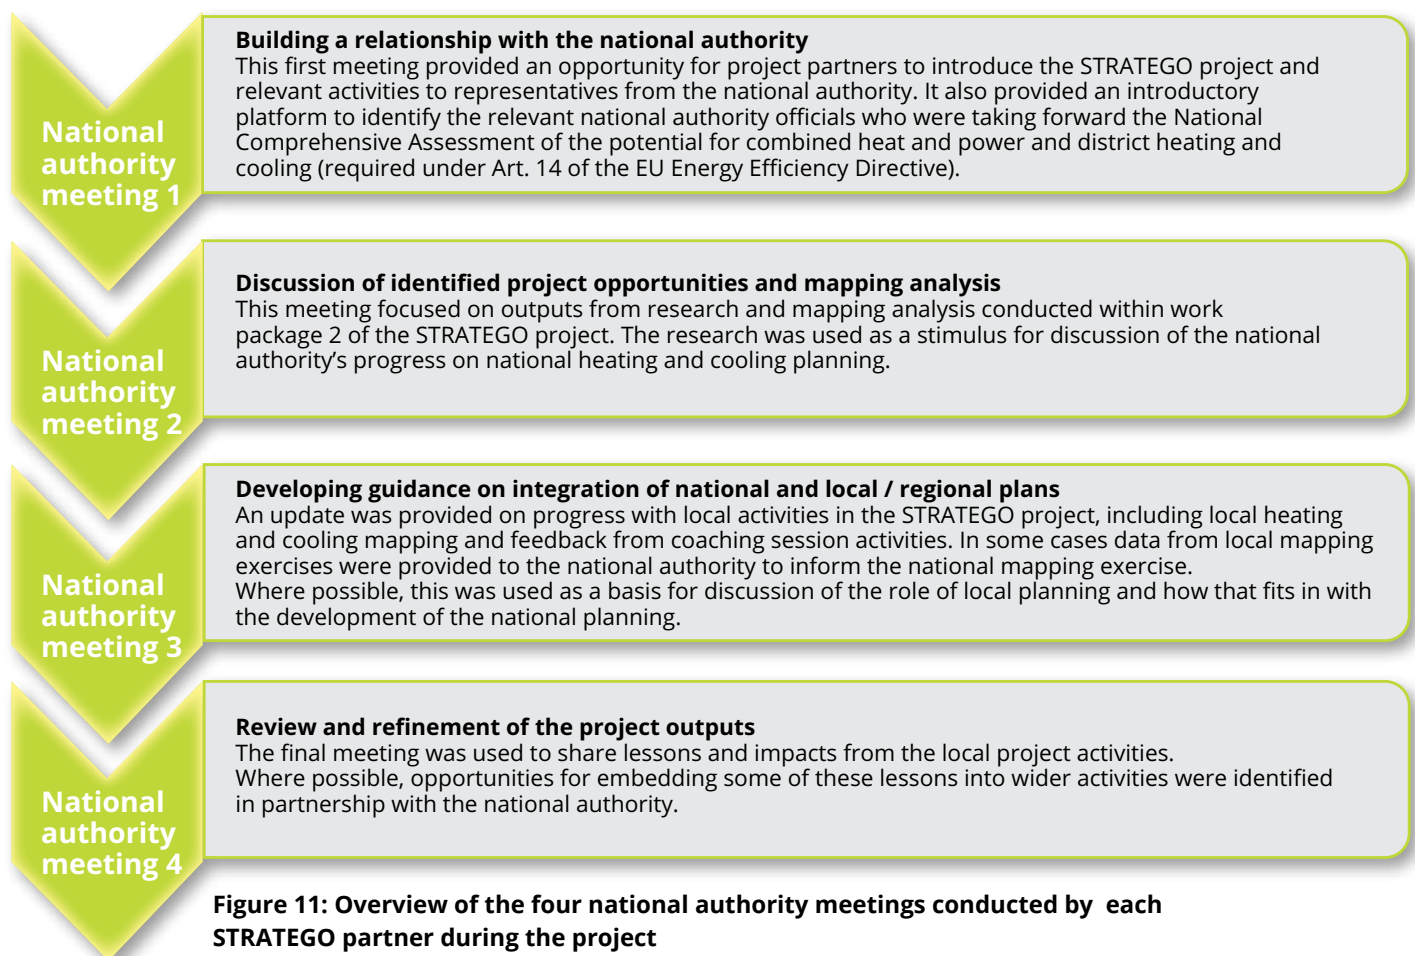 National
authority
meeting 1
Building a relationship with the national authority
This first meeting provided an opportunity for project partners to introduce the STRATEGO project and
relevant activities to representatives from the national authority. It also provided an introductory
platform to identify the relevant national authority officials who were taking forward the National
Comprehensive Assessment of the potential for combined heat and power and district heating and
cooling (required under Art. 14 of the EU Energy Efficiency Directive).
National
authority
meeting 2
Discussion of identified project opportunities and mapping analysis
This meeting focused on outputs from research and mapping analysis conducted within work
package 2 of the STRATEGO project. The research was used as a stimulus for discussion of the national
authority's progress on national heating and cooling planning.
National
authority
meeting 3
Developing guidance on integration of national and local / regional plans
An update was provided on progress with local activities in the STRATEGO project, including local heating
and cooling mapping and feedback from coaching session activities. In some cases data from local mapping
exercises were provided to the national authority to inform the national mapping exercise.
Where possible, this was used as a basis for discussion of the role of local planning and how that fits in with
the development of the national planning.
National
authority
meeting 4
Review and refinement of the project outputs
The final meeting was used to share lessons and impacts from the local project activities.
Where possible, opportunities for embedding some of these lessons into wider activities were identified
in partnership with the national authority.
Figure 11: Overview of the four national authority meetings conducted by each
STRATEGO partner during the project